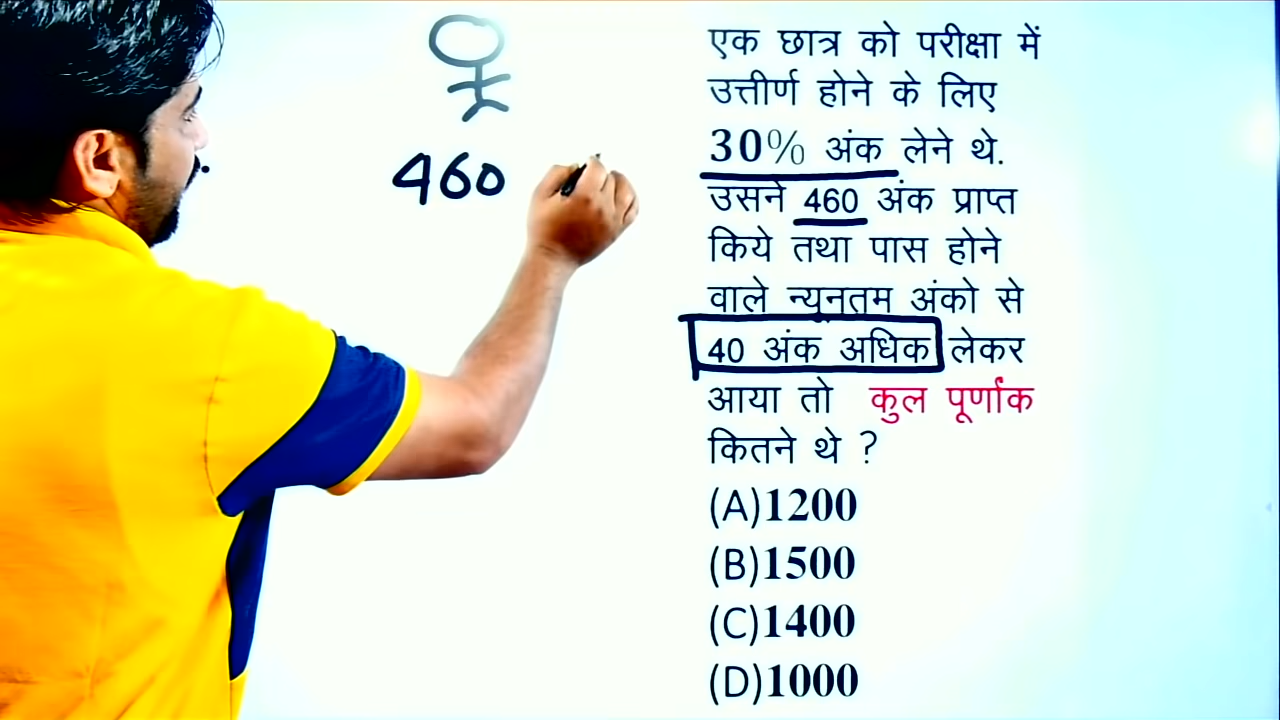 460
एक छात्र को परीक्षा में
उत्तीर्ण होने के लिए
30% अंक लेने थे.
उसने 460 अंक प्राप्त
किये तथा पास होने
वाले न्यूनतम अंको से
40 अंक अधिक लेकर
आया तो कुल पूर्णांक
कितने थे ?
(A)1200
(B)1500
(C)1400
(D)1000